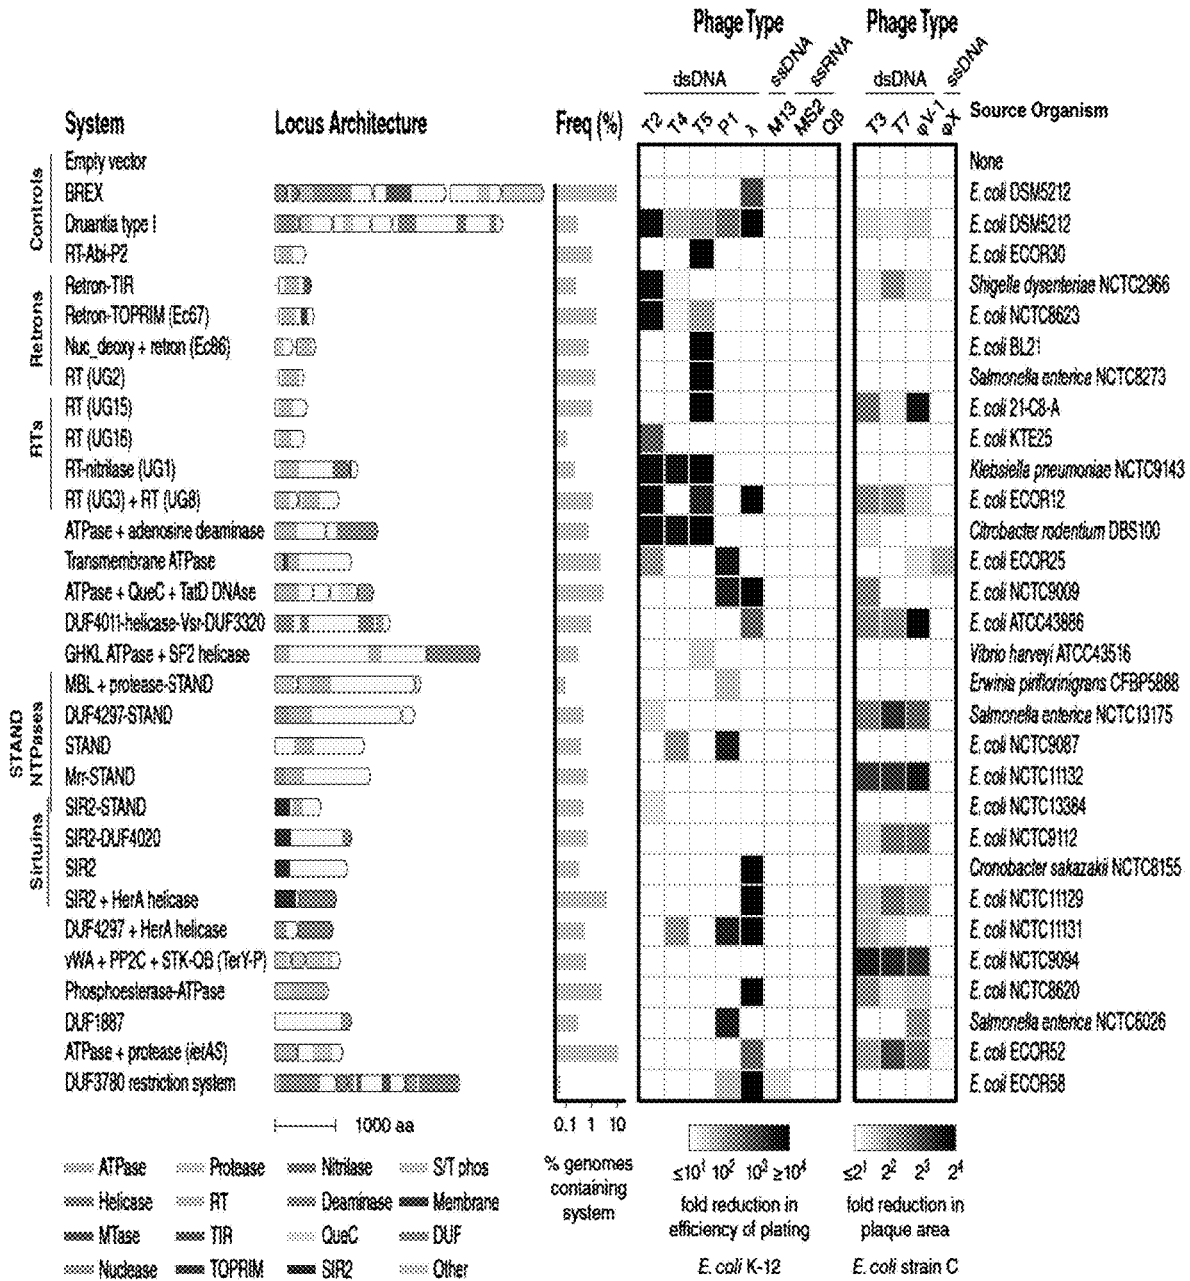 Phage Type Phage Type
dsDNA ssDNA ssRNA dsDNA ssDNA
System Locus Architecture Freq (%) T2 T4 T5 P1 λ M13 MS2 Qβ T3 T7 φV-1 φX Source Organism
Controls
Retrons
RTs
STAND NTPases
Sirtuins
Empty vector None
BREX E. coli DSM5212
Druantia type I E. coli DSM5212
RT-Abi-P2 E. coli ECOR30
Retron-TIR Shigella dysenteriae NCTC2966
Retron-TOPRIM (Ec67) E. coli NCTC8623
Nuc_deoxy + retron (Ec86) E. coli BL21
RT (UG2) Salmonella enterica NCTC8273
RT (UG15) E. coli 21-C8-A
RT (UG16) E. coli KTE25
RT-nitrilase (UG1) Klebsiella pneumoniae NCTC9143
RT (UG3) + RT (UG8) E. coli ECOR12
ATPase + adenosine deaminase Citrobacter rodentium DBS100
Transmembrane ATPase E. coli ECOR25
ATPase + QueC + TatD DNAse E. coli NCTC9009
DUF4011-helicase-Vsr-DUF3320 E. coli ATCC43886
GHKL ATPase + SF2 helicase Vibrio harveyi ATCC43516
MBL + protease-STAND Erwinia piriflorinigrans CFBP5888
DUF4297-STAND Salmonella enterica NCTC13175
STAND E. coli NCTC9087
Mrr-STAND E. coli NCTC11132
SIR2-STAND E. coli NCTC13384
SIR2-DUF4020 E. coli NCTC9112
SIR2 Cronobacter sakazakii NCTC8155
SIR2 + HerA helicase E. coli NCTC11129
DUF4297 + HerA helicase E. coli NCTC11131
vWA + PP2C + STK-OB (TerY-P) E. coli NCTC9094
Phosphoesterase-ATPase E. coli NCTC8620
DUF1887 Salmonella enterica NCTC6026
ATPase + protease (ietAS) E. coli ECOR52
DUF3780 restriction system E. coli ECOR58
1000 aa 0.1 1 10
ATPase Protease Nitrilase S/T phos
Helicase RT Deaminase Membrane
MTase TIR QueC DUF
Nuclease TOPRIM SIR2 Other
% genomes
containing
system
≤10¹ 10² 10³ ≥10⁴
fold reduction in
efficiency of plating
E. coli K-12
≤2¹ 2² 2³ 2⁴
fold reduction in
plaque area
E. coli strain C